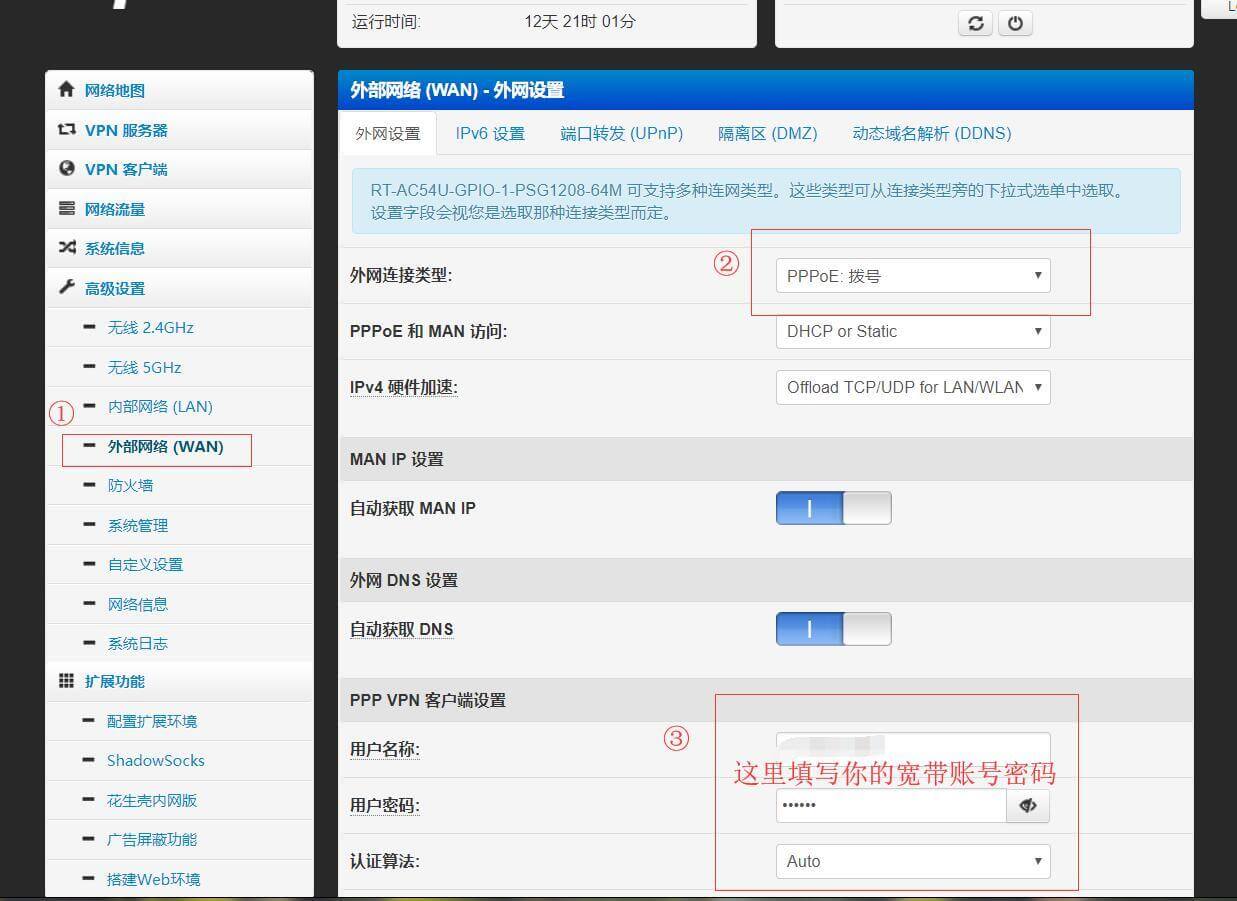 运行时间:
12天 21时 01分
网络地图
VPN 服务器
VPN 客户端
网络流量
系统信息
高级设置
无线 2.4GHz
无线 5GHz
①
内部网络 (LAN)
外部网络 (WAN)
防火墙
系统管理
自定义设置
网络信息
系统日志
扩展功能
配置扩展环境
ShadowSocks
花生壳内网版
广告屏蔽功能
搭建Web环境
外部网络 (WAN) - 外网设置
外网设置
IPv6 设置
端口转发 (UPnP)
隔离区 (DMZ)
动态域名解析 (DDNS)
RT-AC54U-GPIO-1-PSG1208-64M 可支持多种连网类型。这些类型可从连接类型旁的下拉式选单中选取。
设置字段会视您是选取那种连接类型而定。
外网连接类型:
②
PPPoE: 拨号
PPPoE 和 MAN 访问:
DHCP or Static
IPv4 硬件加速:
Offload TCP/UDP for LAN/WLAN
MAN IP 设置
自动获取 MAN IP
外网 DNS 设置
自动获取 DNS
PPP VPN 客户端设置
用户名称:
③
这里填写你的宽带账号密码
用户密码:
••••••
认证算法:
Auto